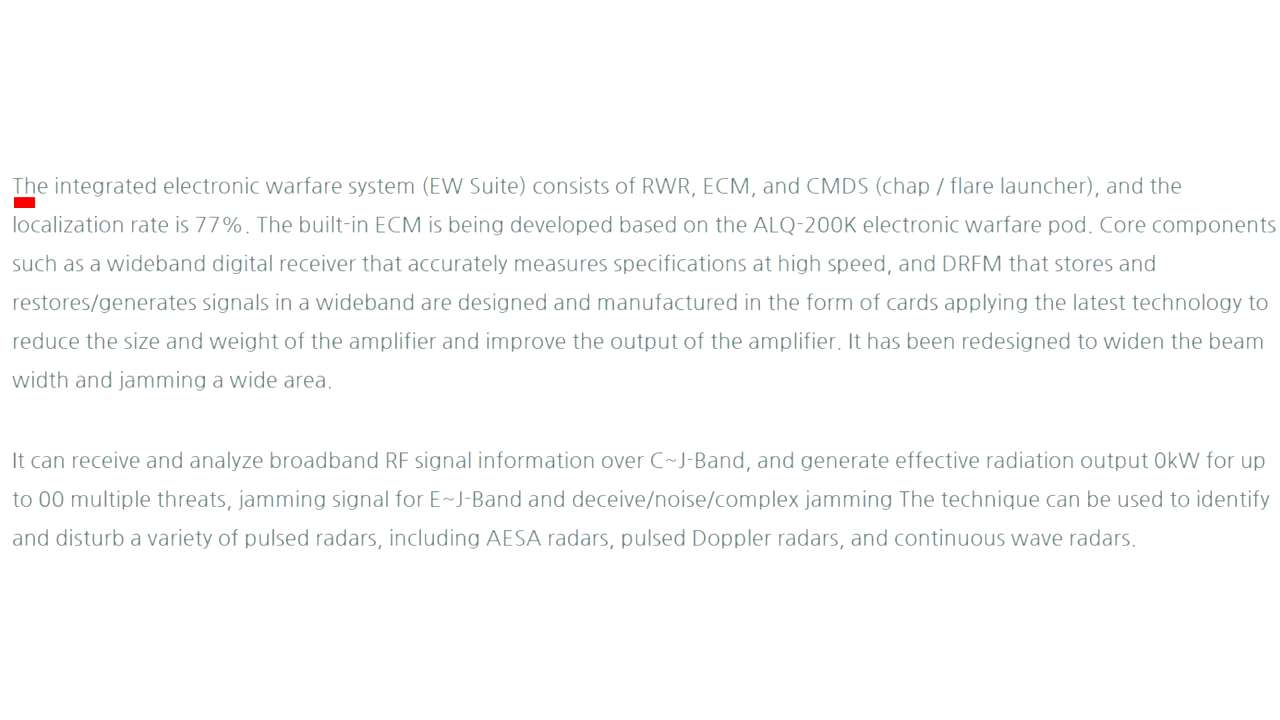 The integrated electronic warfare system (EW Suite) consists of RWR, ECM, and CMDS (chap / flare launcher), and the
localization rate is 77%. The built-in ECM is being developed based on the ALQ-200K electronic warfare pod. Core components
such as a wideband digital receiver that accurately measures specifications at high speed, and DRFM that stores and
restores/generates signals in a wideband are designed and manufactured in the form of cards applying the latest technology to
reduce the size and weight of the amplifier and improve the output of the amplifier. It has been redesigned to widen the beam
width and jamming a wide area.
It can receive and analyze broadband RF signal information over C~J-Band, and generate effective radiation output 0kW for up
to 00 multiple threats, jamming signal for E~J-Band and deceive/noise/complex jamming The technique can be used to identify
and disturb a variety of pulsed radars, including AESA radars, pulsed Doppler radars, and continuous wave radars.